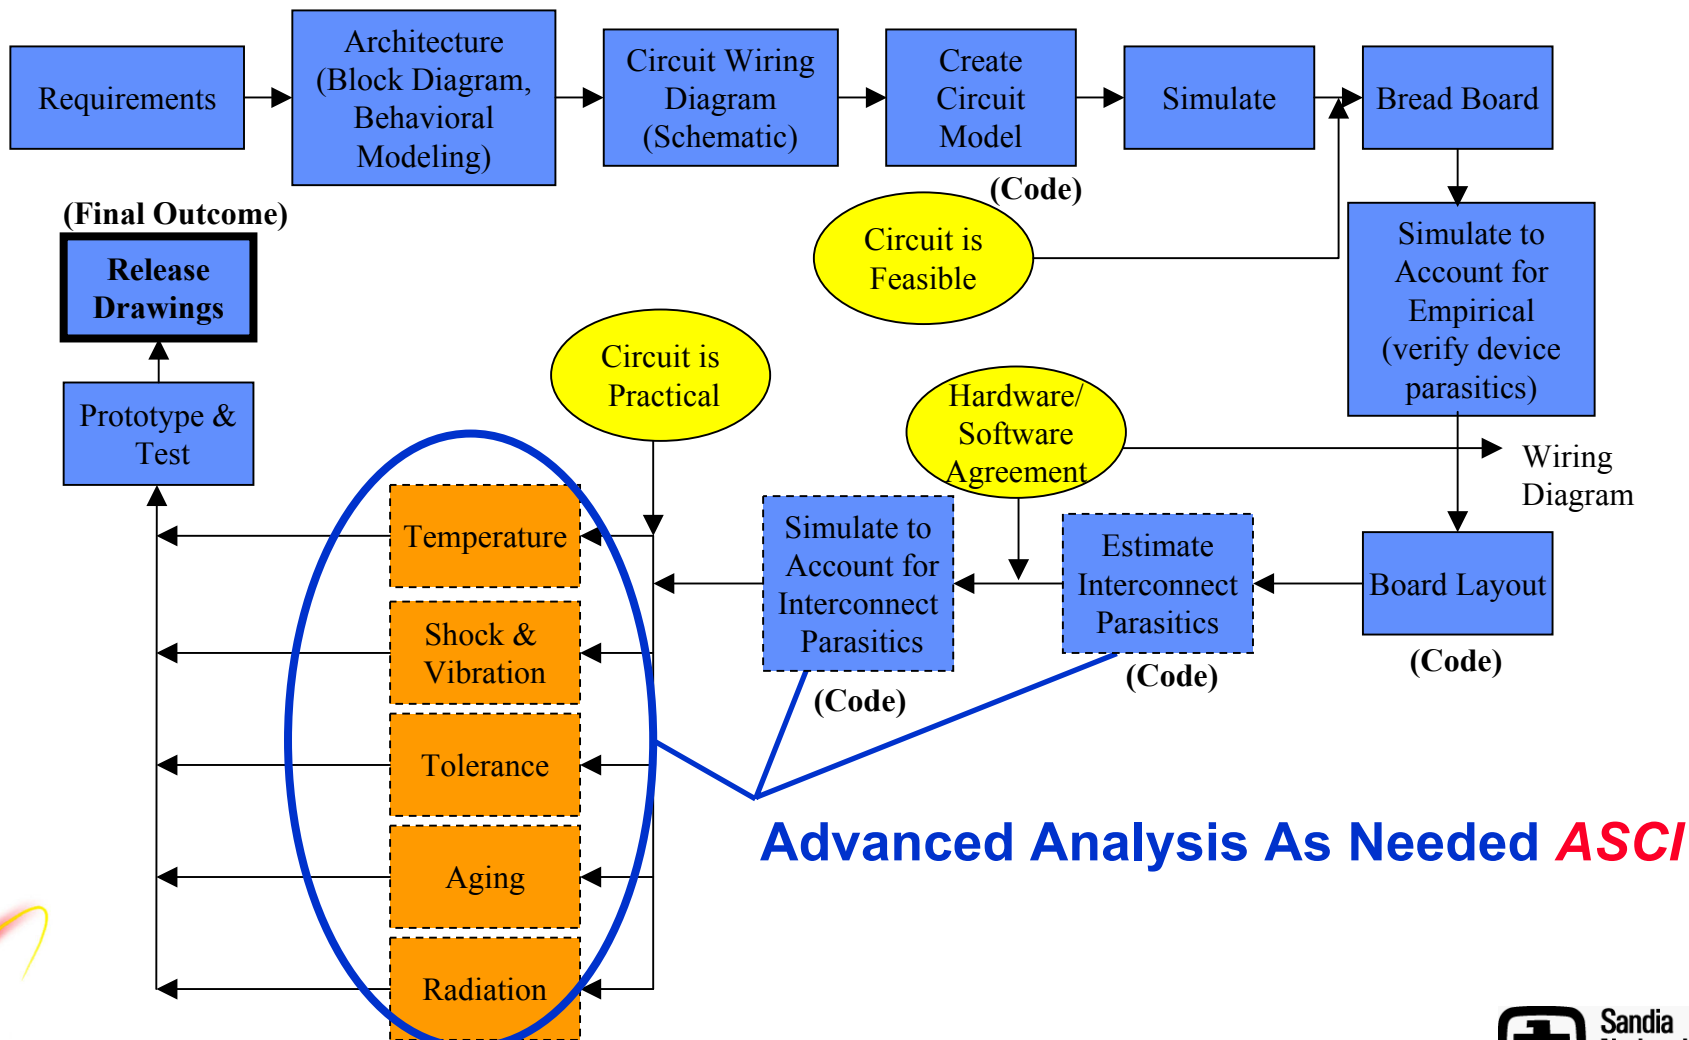 Requirements
Architecture
(Block Diagram,
Behavioral
Modeling)
Circuit Wiring
Diagram
(Schematic)
Create
Circuit
Model
(Code)
Simulate
Bread Board
(Final Outcome)
Release
Drawings
Circuit is
Feasible
Simulate to
Account for
Empirical
(verify device
parasitics)
Circuit is
Practical
Hardware/
Software
Agreement
Wiring
Diagram
Prototype &
Test
Temperature
Simulate to
Account for
Interconnect
Parasitics
(Code)
Estimate
Interconnect
Parasitics
(Code)
Board Layout
(Code)
Shock &
Vibration
Tolerance
Aging
Radiation
Advanced Analysis As Needed ASCI
Sandia